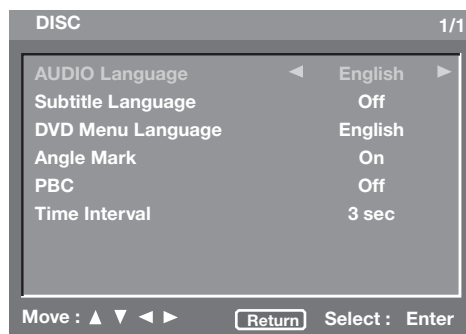 DISC 1/1
AUDIO Language ◄ English ►
Subtitle Language Off
DVD Menu Language English
Angle Mark On
PBC Off
Time Interval 3 sec
Move : ▲ ▼ ◄ ► Return Select : Enter